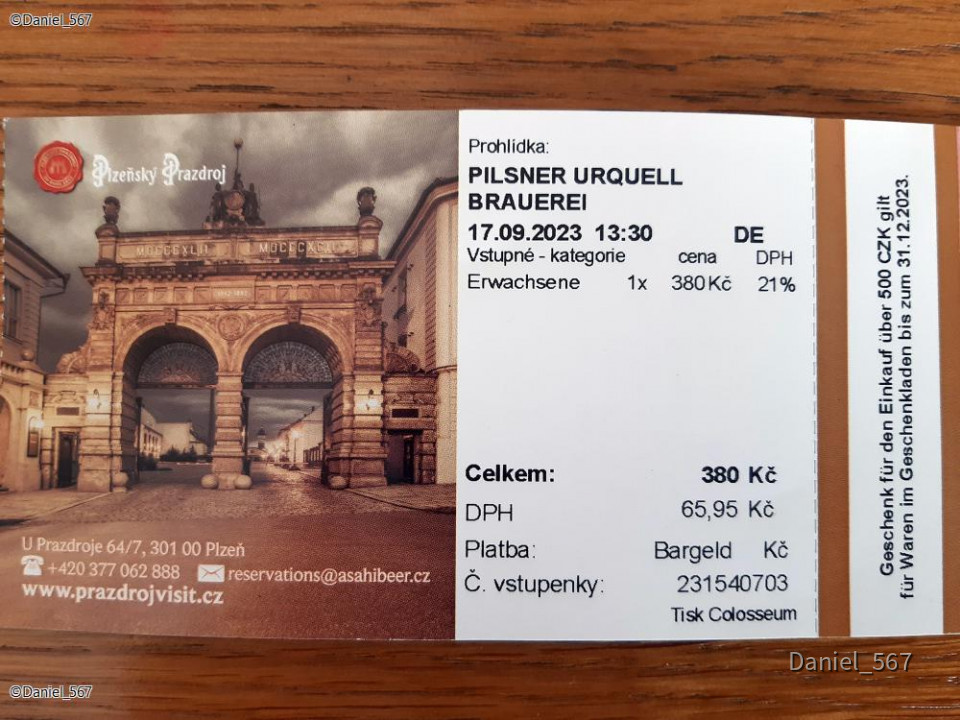 ©Daniel_567
Plzeňský Prazdroj
MDCCCXLII MDCCCXCII
1842-1892
U Prazdroje 64/7, 301 00 Plzeň
+420 377 062 888 reservations@asahibeer.cz
www.prazdrojvisit.cz
Prohlídka:
PILSNER URQUELL
BRAUEREI
17.09.2023 13:30 DE
Vstupné - kategorie cena DPH
Erwachsene 1x 380 Kč 21%
Celkem: 380 Kč
DPH 65,95 Kč
Platba: Bargeld Kč
Č. vstupenky: 231540703
Tisk Colosseum
Geschenk für den Einkauf über 500 CZK gilt
für Waren im Geschenkladen bis zum 31.12.2023.
Daniel_567
©Daniel_567